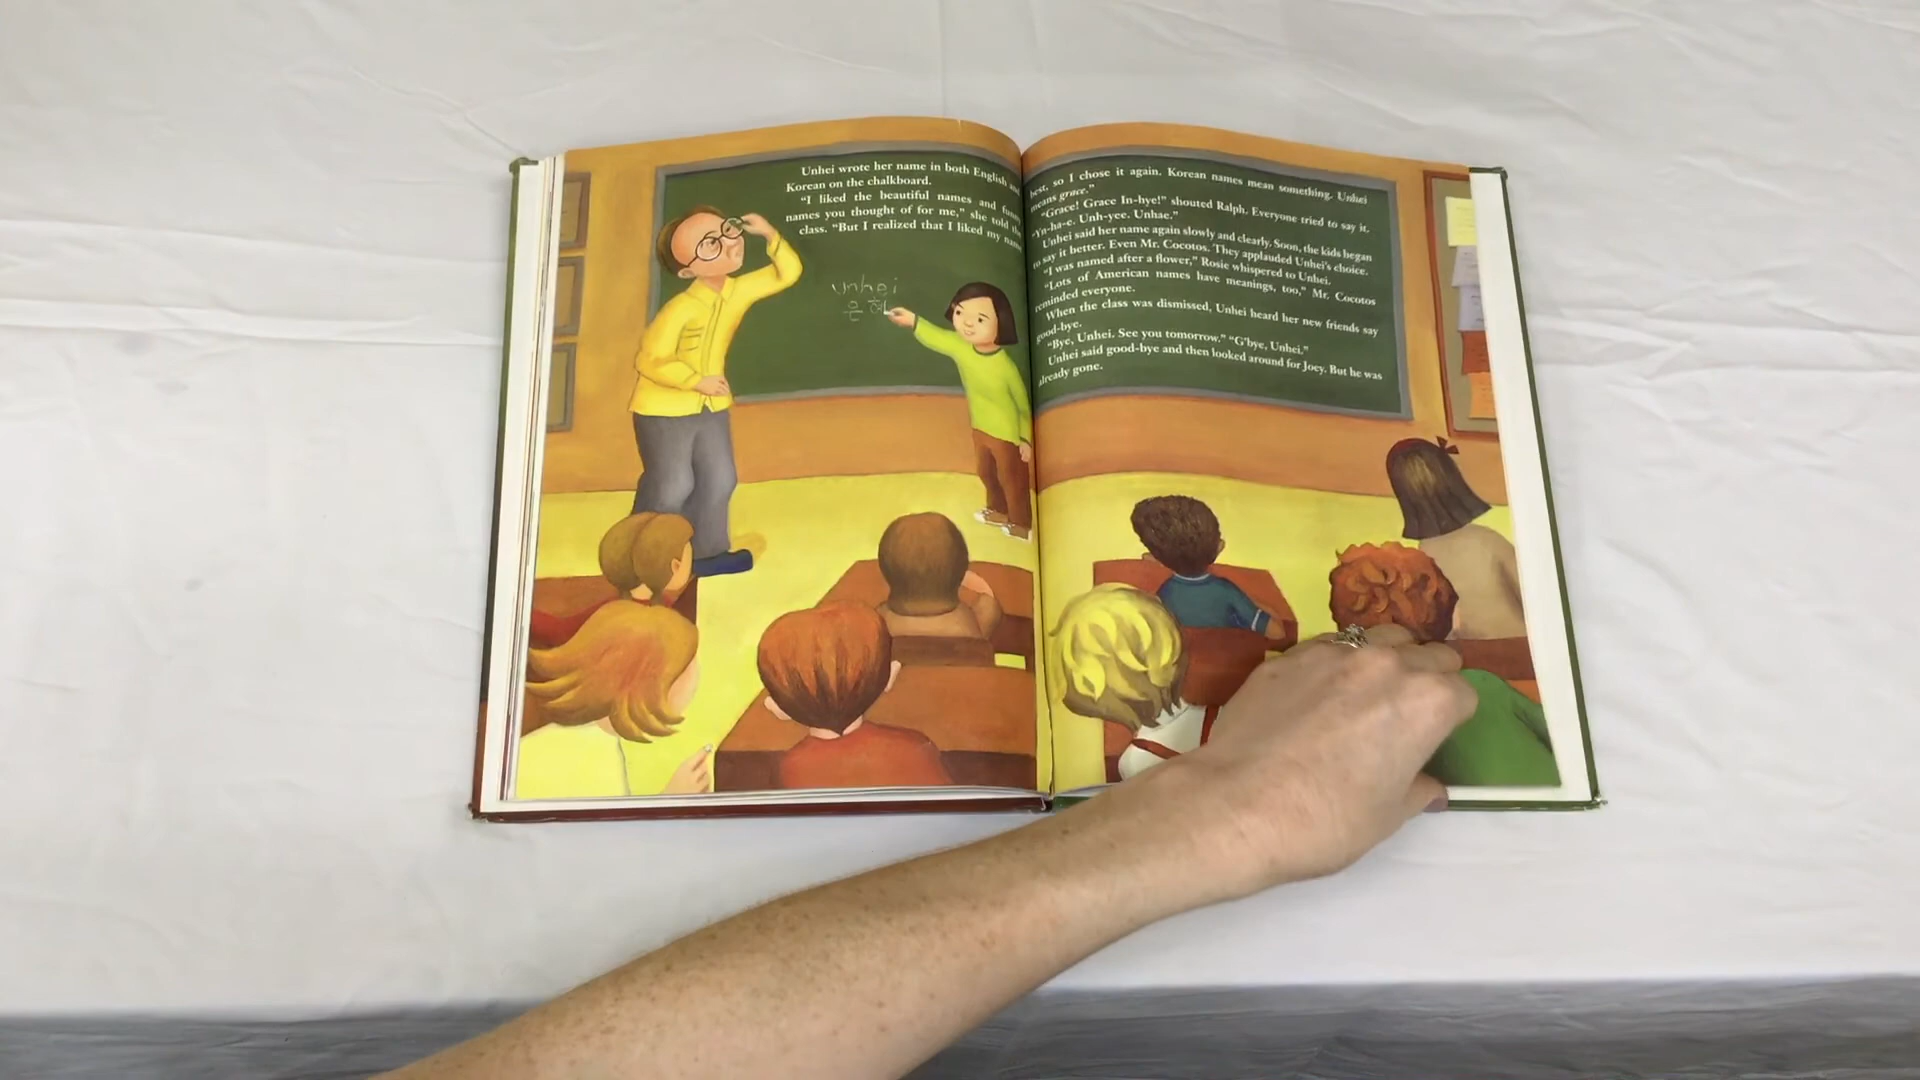 Unhei wrote her name in both English and
Korean on the chalkboard.
"I liked the beautiful names and funny
names you thought of for me," she told the
class. "But I realized that I liked my name
Unhei
은혜
best, so I chose it again. Korean names mean something. Unhei
means grace."
"Grace! Grace In-hye!" shouted Ralph. Everyone tried to say it.
"Yn-ha-e. Unh-yee. Unhae."
Unhei said her name again slowly and clearly. Soon, the kids began
to say it better. Even Mr. Cocotos. They applauded Unhei's choice.
"I was named after a flower," Rosie whispered to Unhei.
"Lots of American names have meanings, too," Mr. Cocotos
reminded everyone.
When the class was dismissed, Unhei heard her new friends say
good-bye.
"Bye, Unhei. See you tomorrow." "G'bye, Unhei."
Unhei said good-bye and then looked around for Joey. But he was
already gone.